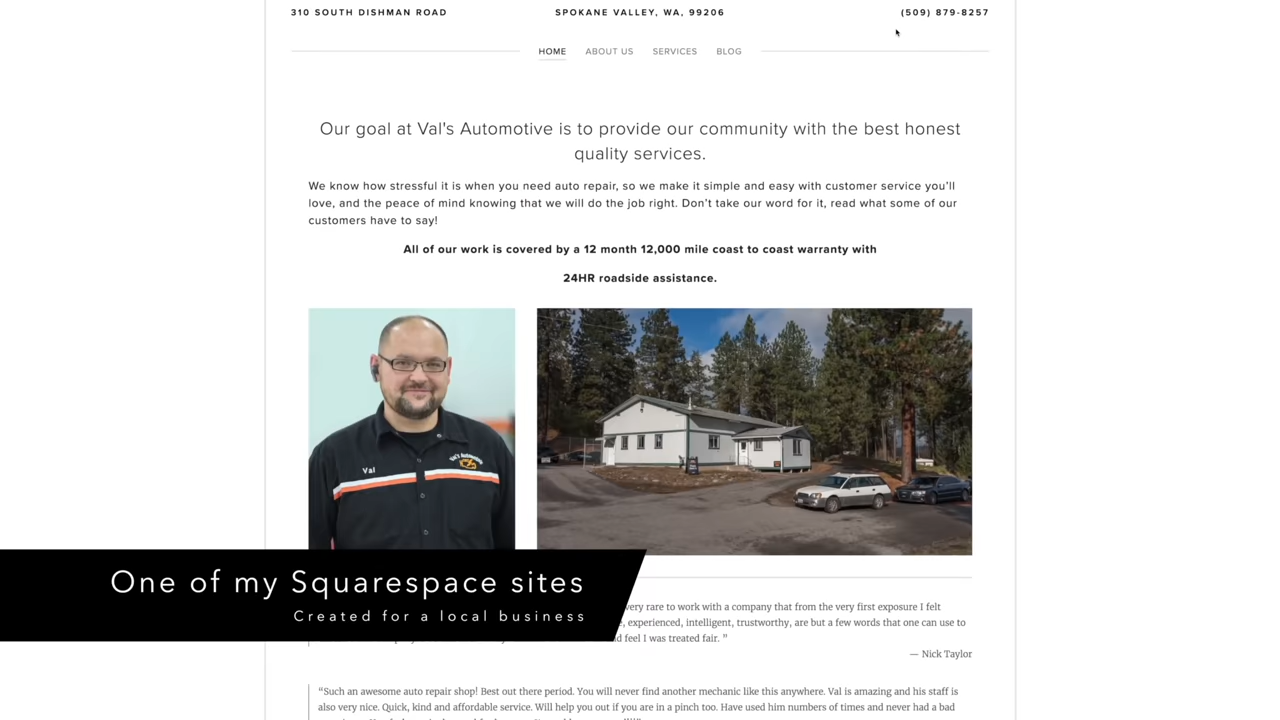 310 SOUTH DISHMAN ROAD
SPOKANE VALLEY, WA, 99206
(509) 879-8257
HOME ABOUT US SERVICES BLOG
Our goal at Val's Automotive is to provide our community with the best honest
quality services.
We know how stressful it is when you need auto repair, so we make it simple and easy with customer service you'll
love, and the peace of mind knowing that we will do the job right. Don't take our word for it, read what some of our
customers have to say!
All of our work is covered by a 12 month 12,000 mile coast to coast warranty with
24HR roadside assistance.
Val
Val's Automotive
One of my Squarespace sites
Created for a local business
very rare to work with a company that from the very first exposure I felt
experienced, intelligent, trustworthy, are but a few words that one can use to
feel I was treated fair. ”
— Nick Taylor
“Such an awesome auto repair shop! Best out there period. You will never find another mechanic like this anywhere. Val is amazing and his staff is
also very nice. Quick, kind and affordable service. Will help you out if you are in a pinch too. Have used him numbers of times and never had a bad